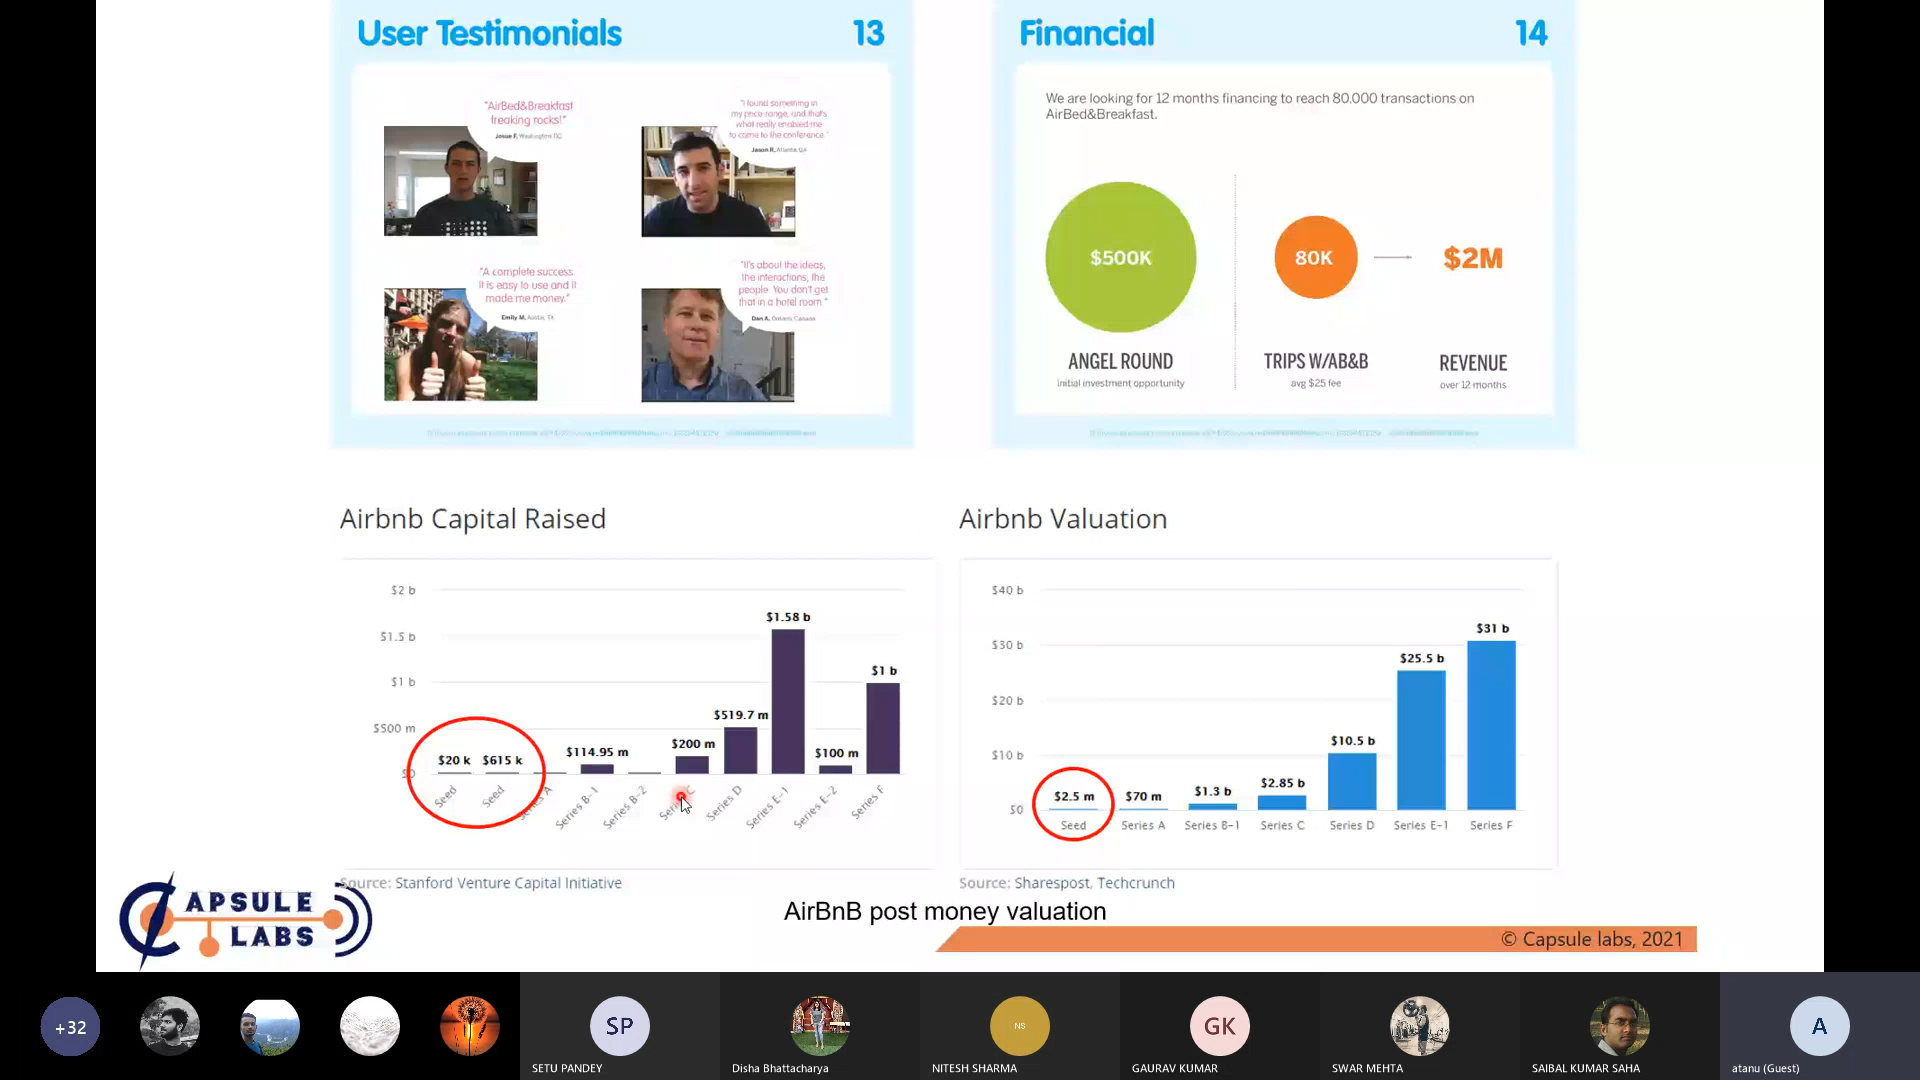 User Testimonials 13
"AirBed&Breakfast
freaking rocks!"
Josue F, Washington DC
"I found something in
my price-range, and that's
what really enabled me
to come to the conference."
Jason R, Atlanta, GA
"A complete success.
It is easy to use and it
made me money."
Emily M, Austin, TX
"It's about the ideas,
the interactions, the
people. You don't get
that in a hotel room."
Dan A, Ontario, Canada
Financial 14
We are looking for 12 months financing to reach 80.000 transactions on
AirBed&Breakfast.
$500K
80K
$2M
ANGEL ROUND
initial investment opportunity
TRIPS W/AB&B
avg $25 fee
REVENUE
over 12 months
Airbnb Capital Raised
$2 b
$1.5 b
$1 b
$500 m
$0
$20 k
$615 k
$114.95 m
$200 m
$519.7 m
$1.58 b
$100 m
$1 b
Seed
Seed
Series B-1
Series B-2
Series D
Series E-1
Series E-2
Series F
Source: Stanford Venture Capital Initiative
Airbnb Valuation
$40 b
$30 b
$20 b
$10 b
$0
$2.5 m
$70 m
$1.3 b
$2.85 b
$10.5 b
$25.5 b
$31 b
Seed
Series A
Series B-1
Series C
Series D
Series E-1
Series F
Source: Sharespost, Techcrunch
AirBnB post money valuation
CAPSULE
LABS
© Capsule labs, 2021
+32
SP
NS
GK
A
SETU PANDEY
Disha Bhattacharya
NITESH SHARMA
GAURAV KUMAR
SWAR MEHTA
SAIBAL KUMAR SAHA
atanu (Guest)